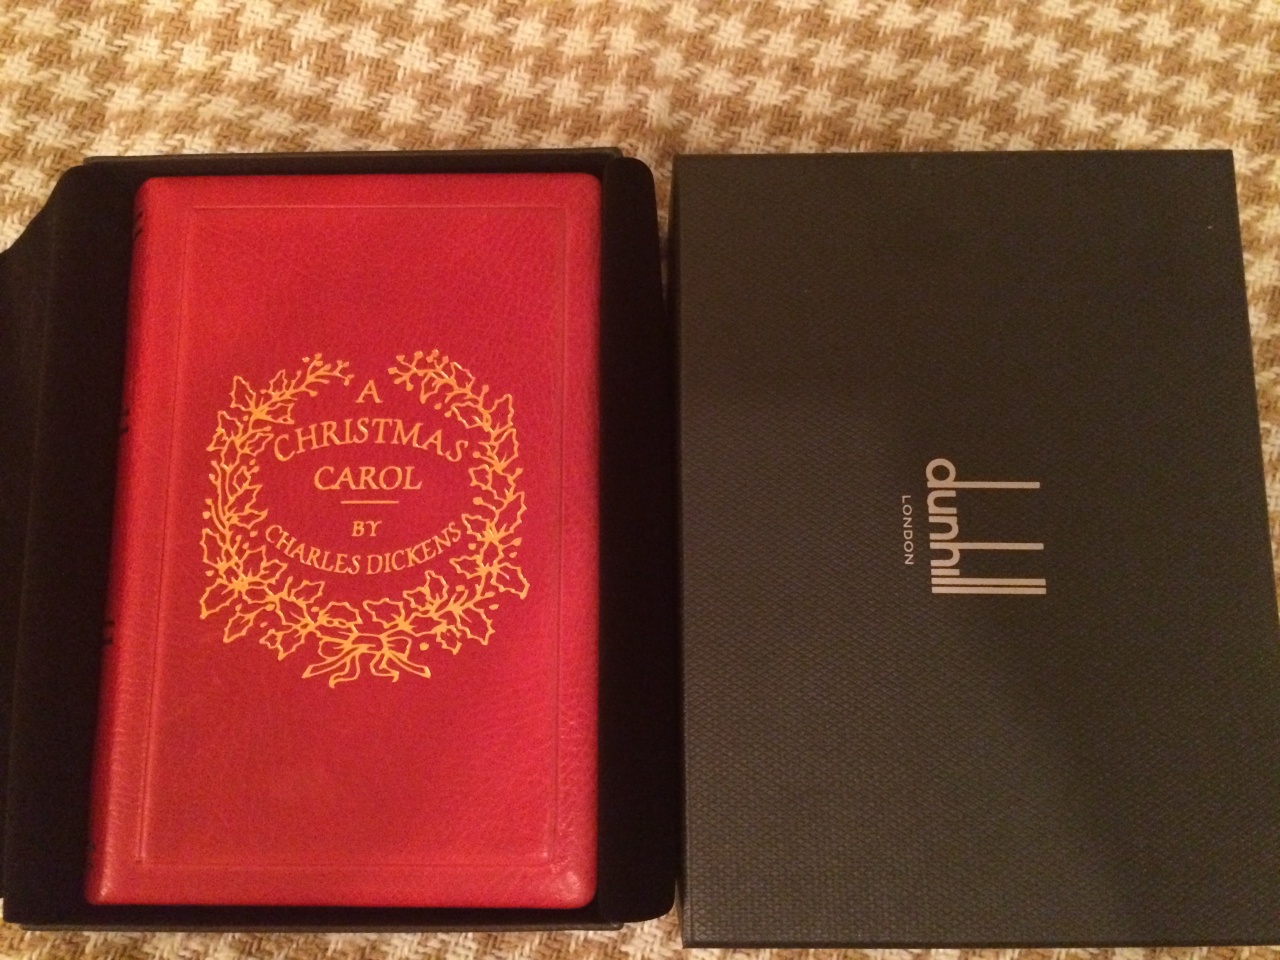 A
CHRISTMAS
CAROL
BY
CHARLES DICKENS
dunhill
LONDON